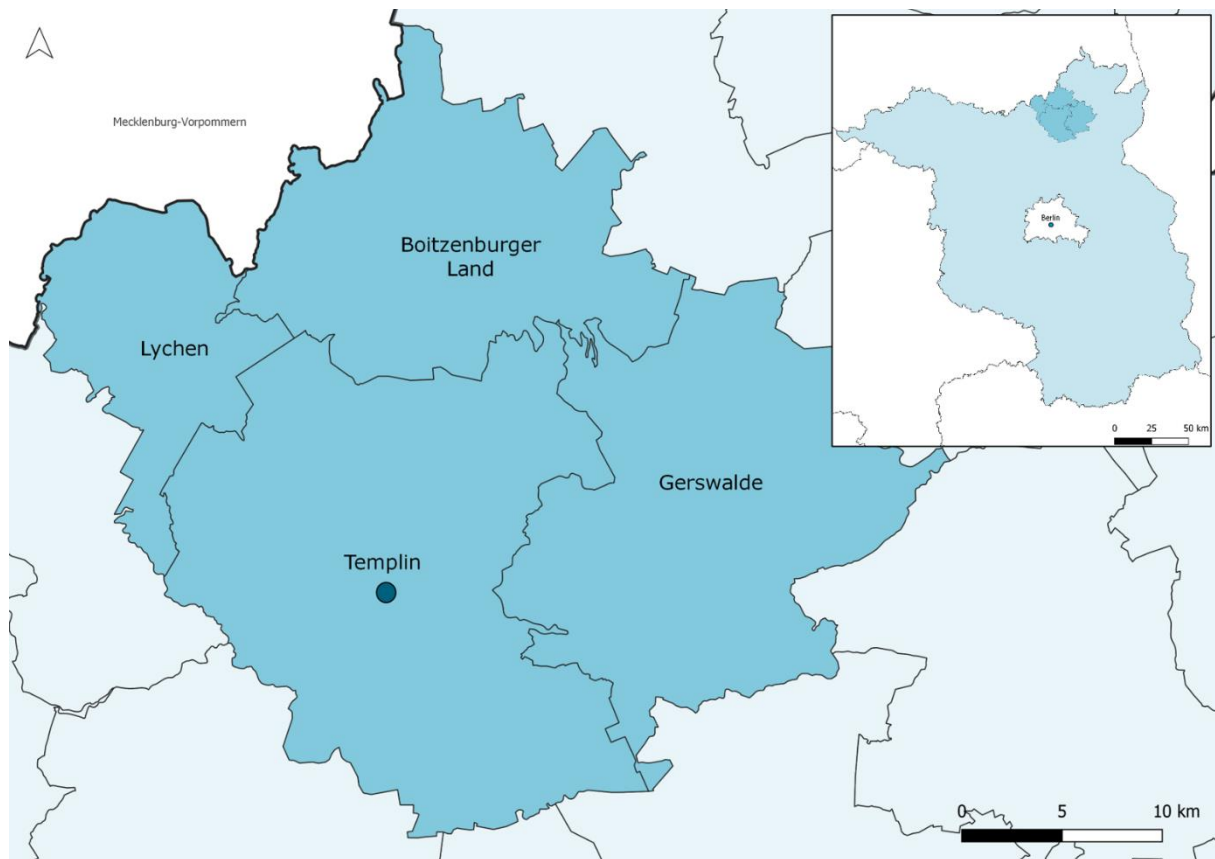 Mecklenburg-Vorpommern
Boitzenburger
Land
Lychen
Gerswalde
Templin
0 5 10 km
Berlin
0 25 50 km